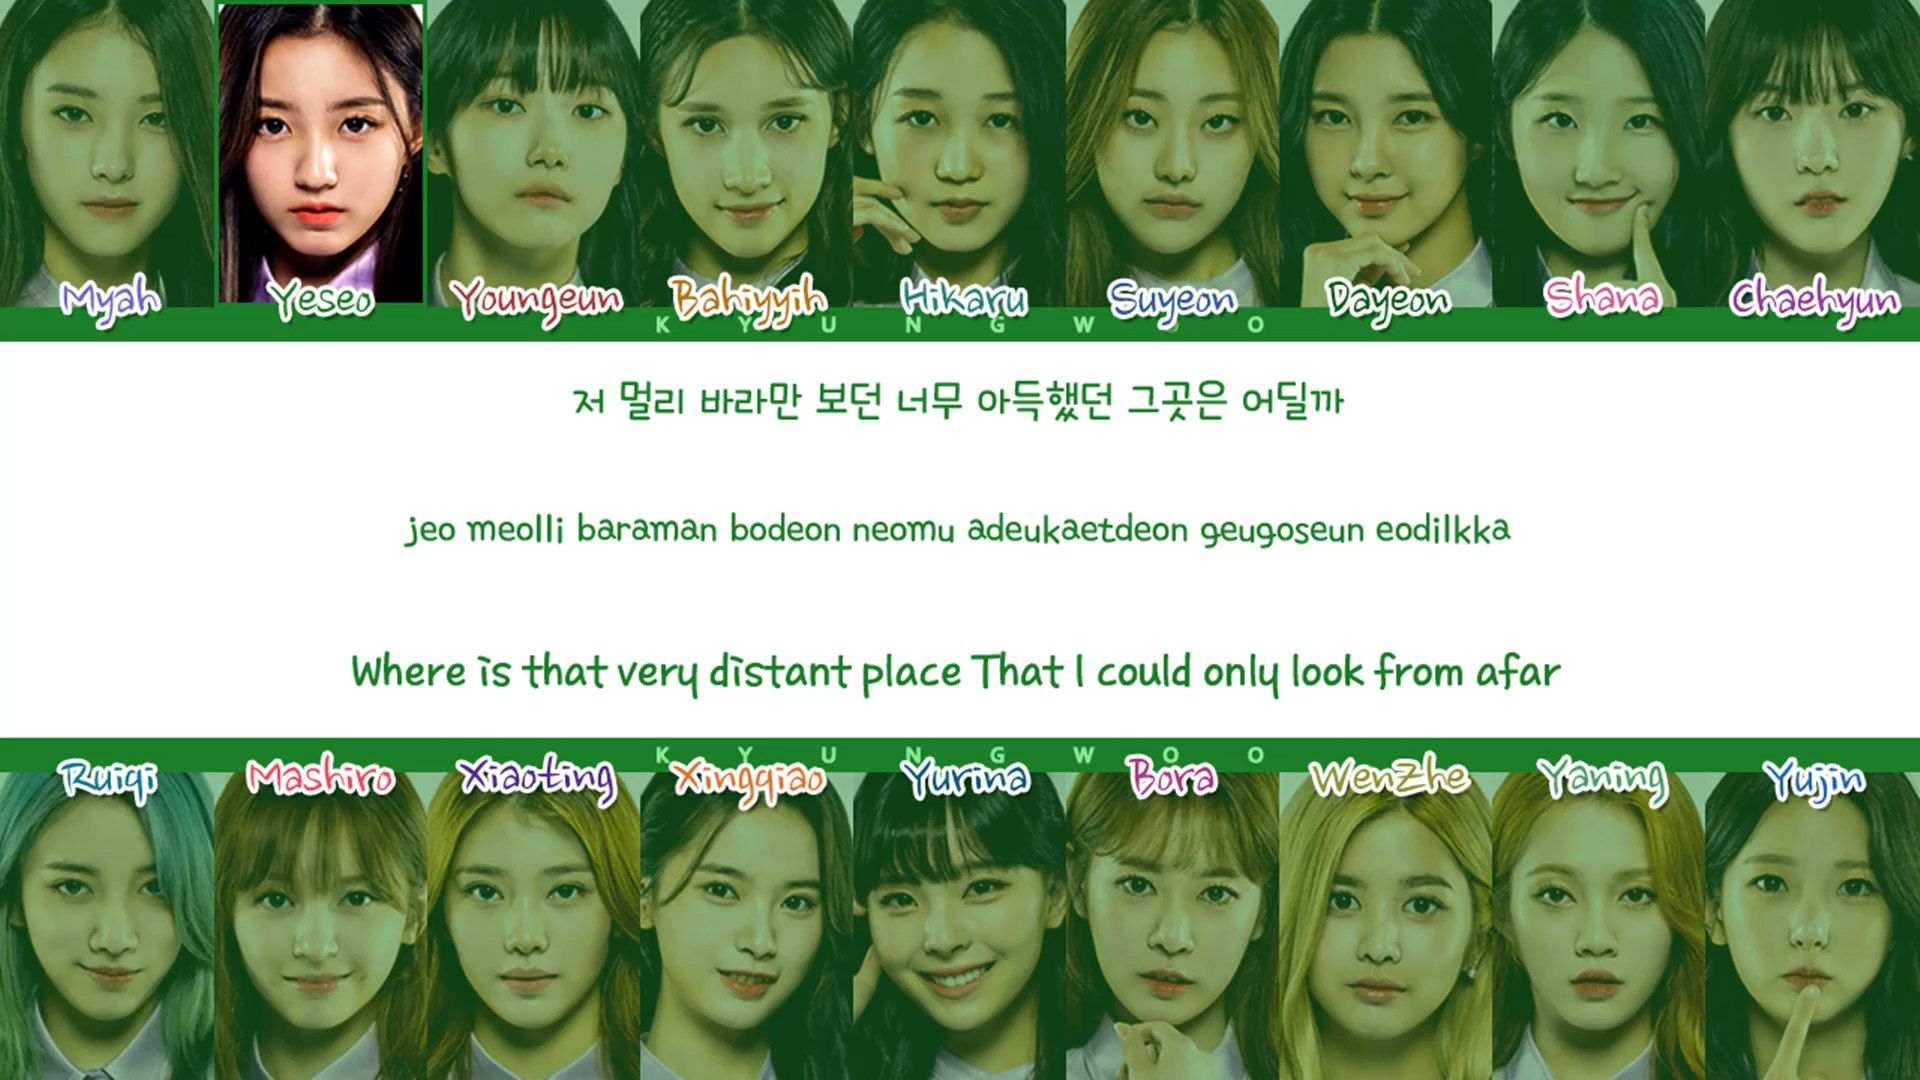 Myah Yeseo Youngeun Bahiyyih Hikaru Suyeon Dayeon Shana Chaehyun
KYUNGWOO
저 멀리 바라만 보던 너무 아득했던 그곳은 어딜까
jeo meolli baraman bodeon neomu adeukaetdeon geugoseun eodilkka
Where is that very distant place That I could only look from afar
KYUNGWOO
Ruiqi Mashiro Xiaoting Xingqiao Yurina Bora WenZhe Yaning Yujin